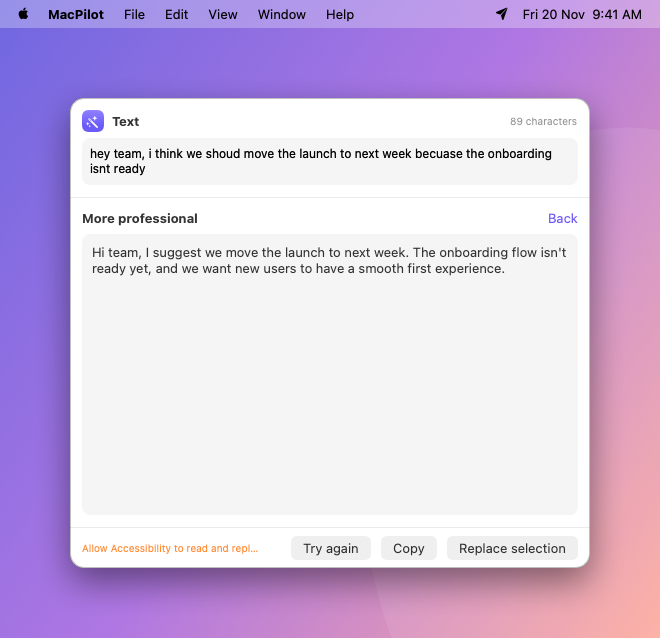 MacPilot File Edit View Window Help Fri 20 Nov 9:41 AM
Text 89 characters
hey team, i think we shoud move the launch to next week becuase the onboarding
isnt ready
More professional Back
Hi team, I suggest we move the launch to next week. The onboarding flow isn't
ready yet, and we want new users to have a smooth first experience.
Allow Accessibility to read and repl... Try again Copy Replace selection